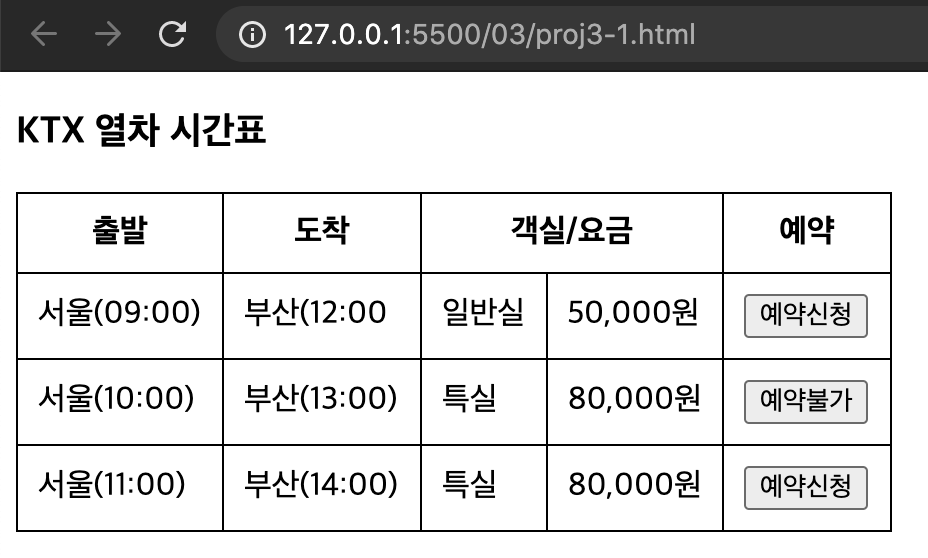 127.0.0.1:5500/03/proj3-1.html
KTX 열차 시간표
출발 도착 객실/요금 예약
서울(09:00) 부산(12:00 일반실 50,000원 예약신청
서울(10:00) 부산(13:00) 특실 80,000원 예약불가
서울(11:00) 부산(14:00) 특실 80,000원 예약신청